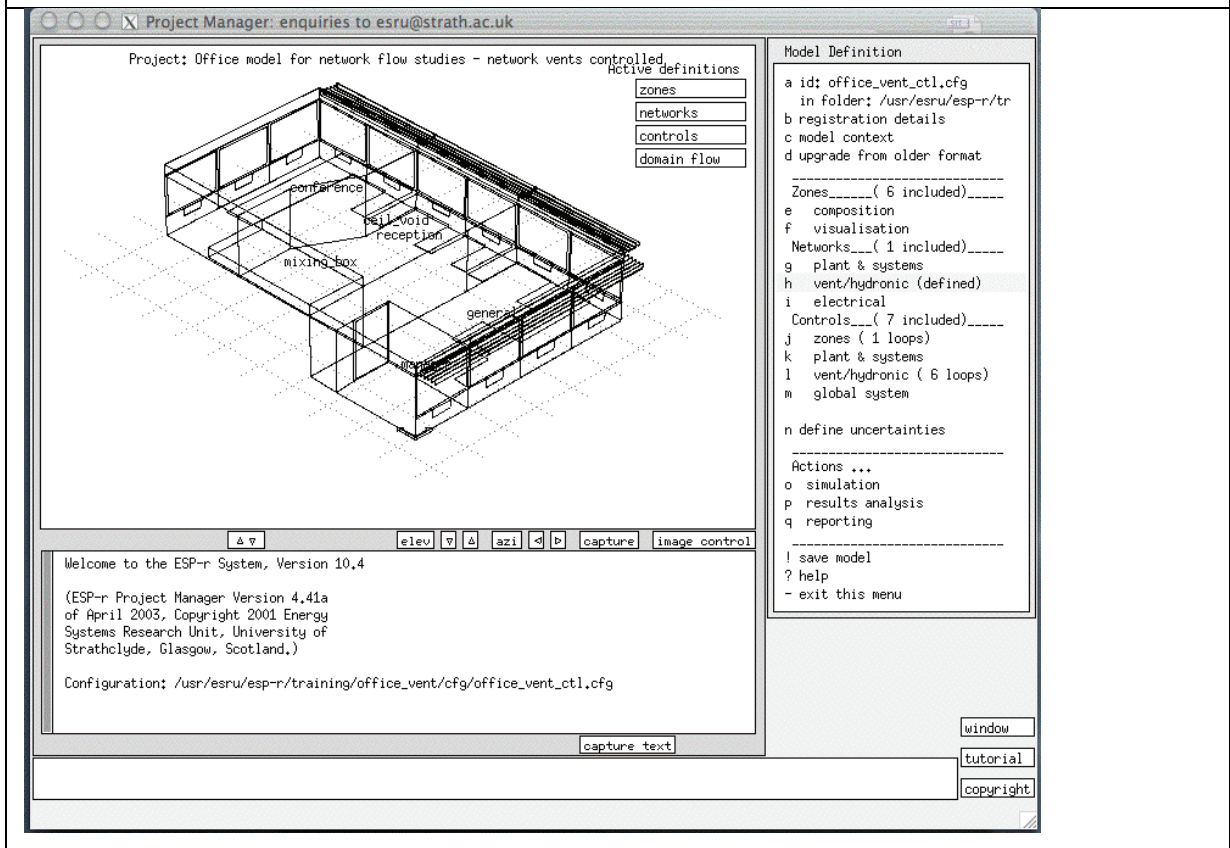 X Project Manager: enquiries to esru@strath.ac.uk
Project: Office model for network flow studies - network vents controlled
Active definitions
zones
networks
controls
domain flow
conference
ceil_void
reception
mixing_box
general
elev
azi
capture
image control
Welcome to the ESP-r System, Version 10.4
(ESP-r Project Manager Version 4.41a
of April 2003, Copyright 2001 Energy
Systems Research Unit, University of
Strathclyde, Glasgow, Scotland.)
Configuration: /usr/esru/esp-r/training/office_vent/cfg/office_vent_ctl.cfg
capture text
Model Definition
a id: office_vent_ctl.cfg
in folder: /usr/esru/esp-r/tr
b registration details
c model context
d upgrade from older format
Zones______( 6 included)_____
e composition
f visualisation
Networks___( 1 included)_____
g plant & systems
h vent/hydronic (defined)
i electrical
Controls___( 7 included)_____
j zones ( 1 loops)
k plant & systems
l vent/hydronic ( 6 loops)
m global system
n define uncertainties
Actions ...
o simulation
p results analysis
q reporting
! save model
? help
- exit this menu
window
tutorial
copyright